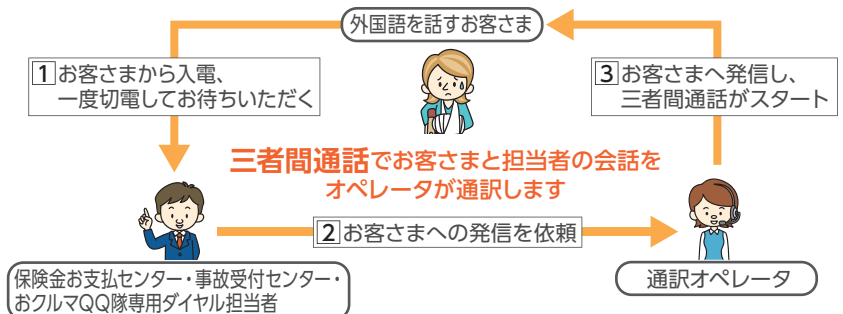 外国語を話すお客さま
1 お客さまから入電、
一度切電してお待ちいただく
3 お客さまへ発信し、
三者間通話がスタート
三者間通話でお客さまと担当者の会話を
オペレータが通訳します
2 お客さまへの発信を依頼
保険金お支払センター・事故受付センター・
おクルマQQ隊専用ダイヤル担当者
通訳オペレータ